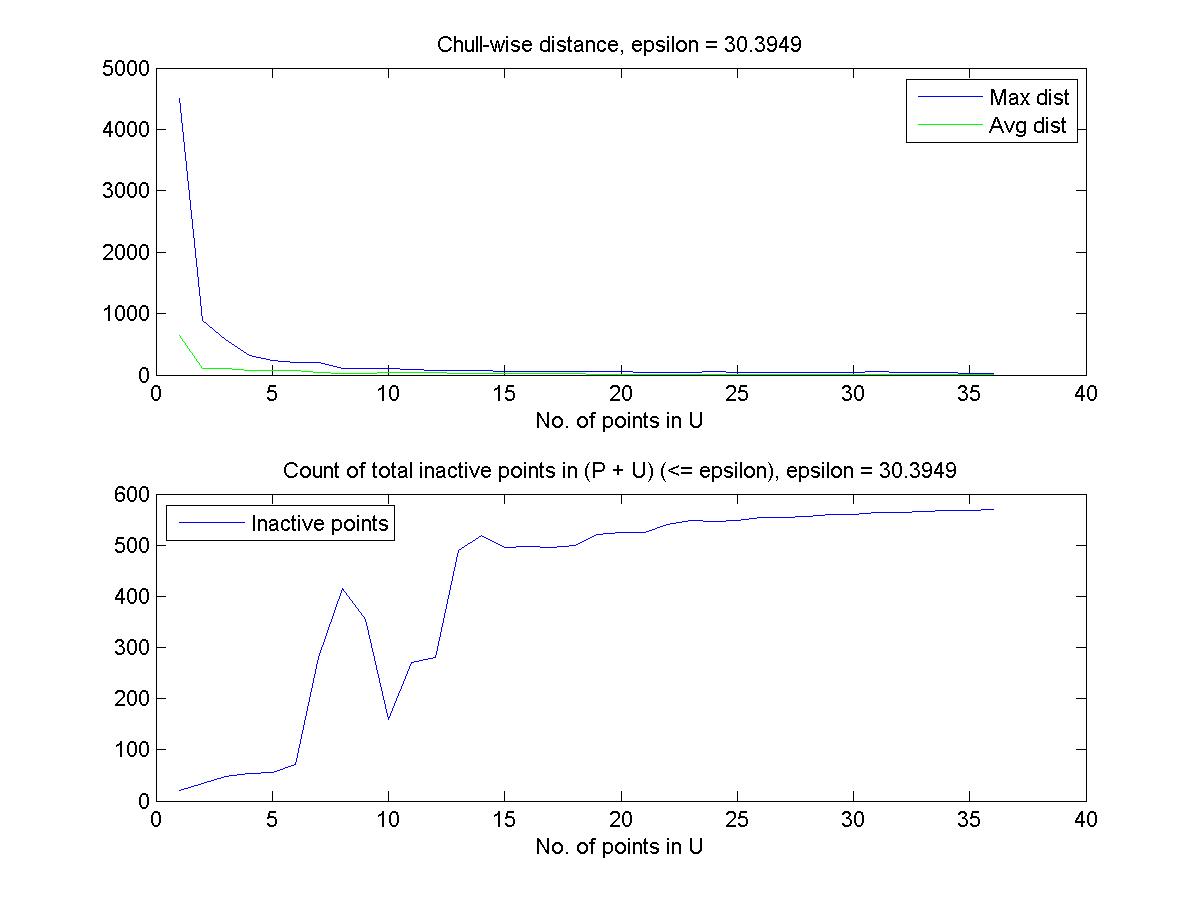 Chull-wise distance, epsilon = 30.3949
5000
4000
3000
2000
1000
0
Max dist
Avg dist
0 5 10 15 20 25 30 35 40
No. of points in U
Count of total inactive points in (P + U) (<= epsilon), epsilon = 30.3949
600
500
400
300
200
100
0
Inactive points
0 5 10 15 20 25 30 35 40
No. of points in U